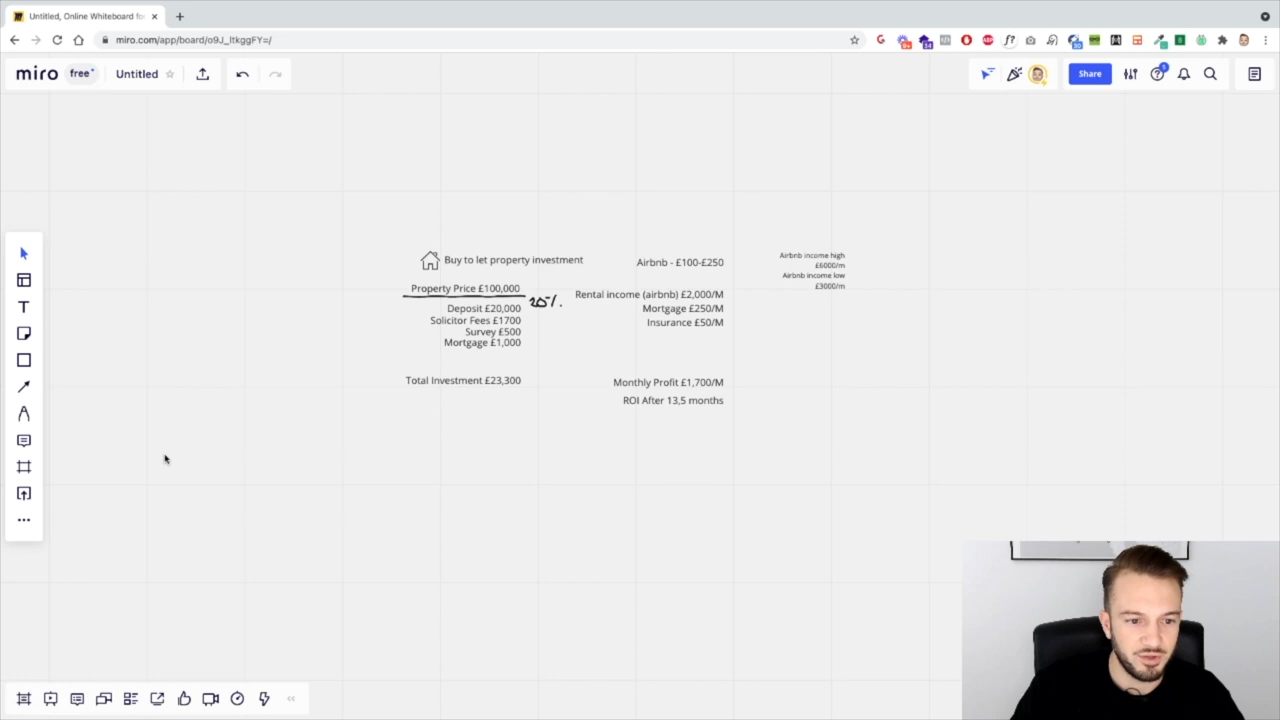 Untitled, Online Whiteboard for
miro.com/app/board/o9J_ltkggFY=/
miro free Untitled
Share
Buy to let property investment
Property Price £100,000
Deposit £20,000
Solicitor Fees £1700
Survey £500
Mortgage £1,000
Total Investment £23,300
Airbnb - £100-£250
Rental income (airbnb) £2,000/M
Mortgage £250/M
Insurance £50/M
Monthly Profit £1,700/M
ROI After 13,5 months
Airbnb income high
£6000/m
Airbnb income low
£3000/m